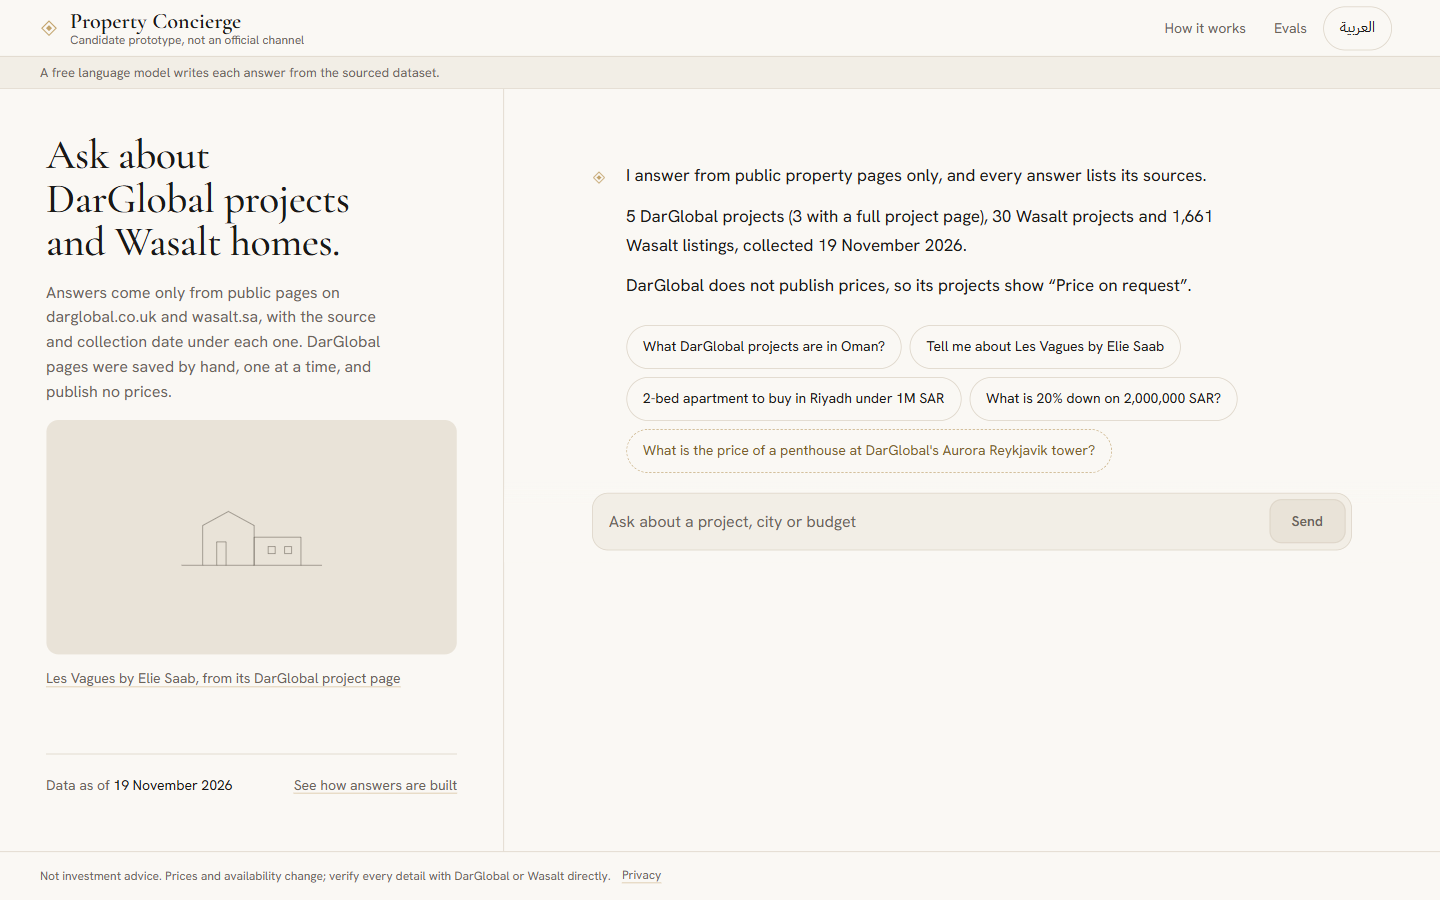 Property Concierge
Candidate prototype, not an official channel
How it works
Evals
العربية
A free language model writes each answer from the sourced dataset.
Ask about
DarGlobal projects
and Wasalt homes.
Answers come only from public pages on
darglobal.co.uk and wasalt.sa, with the source
and collection date under each one. DarGlobal
pages were saved by hand, one at a time, and
publish no prices.
Les Vagues by Elie Saab, from its DarGlobal project page
Data as of 19 November 2026
See how answers are built
I answer from public property pages only, and every answer lists its sources.
5 DarGlobal projects (3 with a full project page), 30 Wasalt projects and 1,661
Wasalt listings, collected 19 November 2026.
DarGlobal does not publish prices, so its projects show “Price on request”.
What DarGlobal projects are in Oman?
Tell me about Les Vagues by Elie Saab
2-bed apartment to buy in Riyadh under 1M SAR
What is 20% down on 2,000,000 SAR?
What is the price of a penthouse at DarGlobal's Aurora Reykjavik tower?
Ask about a project, city or budget
Send
Not investment advice. Prices and availability change; verify every detail with DarGlobal or Wasalt directly.
Privacy